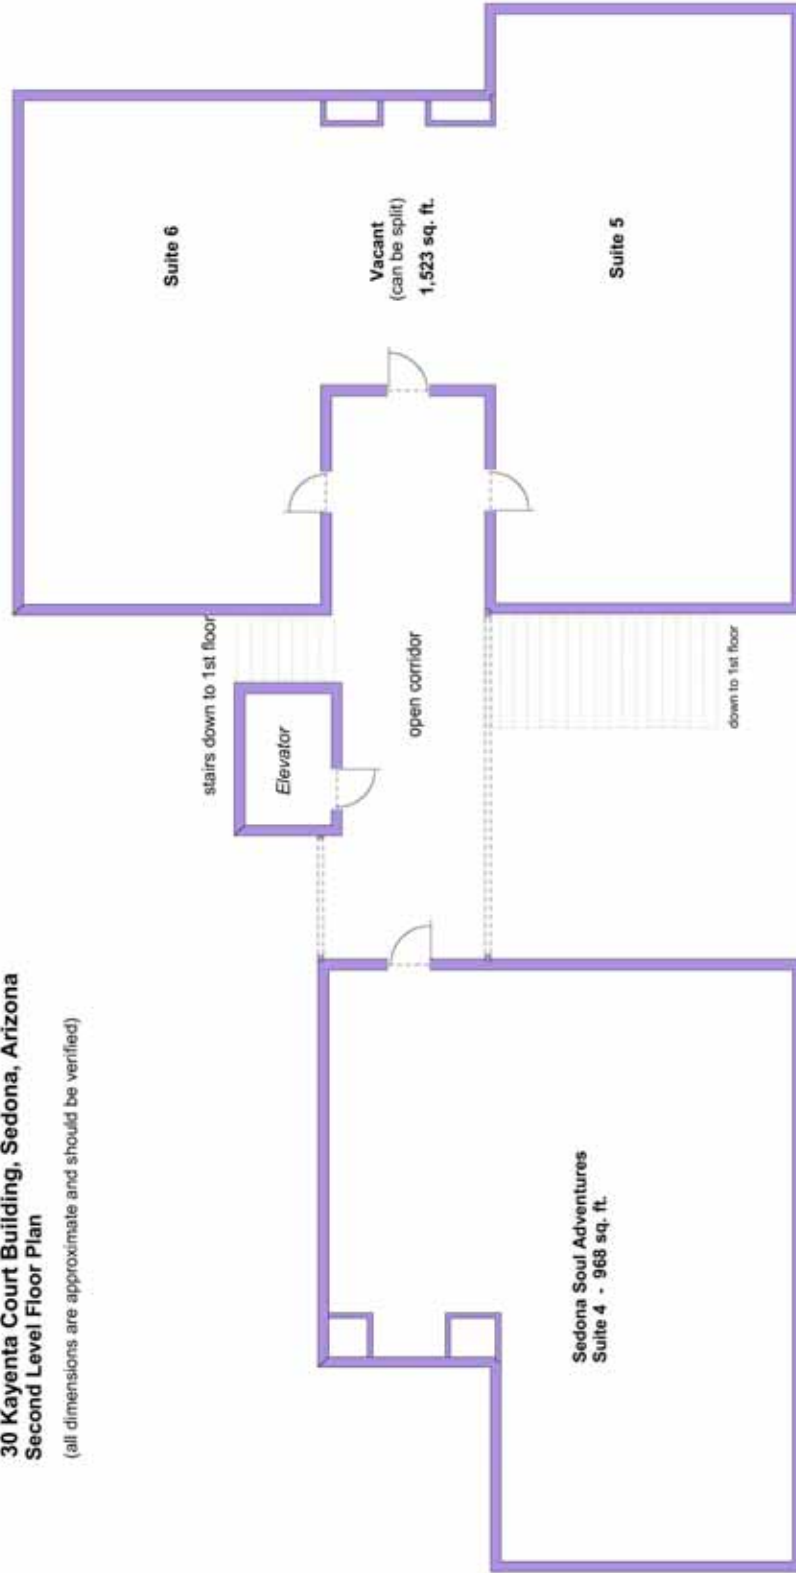 30 Kayenta Court Building, Sedona, Arizona
Second Level Floor Plan
(all dimensions are approximate and should be verified)
Suite 6
Vacant
(can be split)
1,523 sq. ft.
Suite 5
stairs down to 1st floor
Elevator
open corridor
down to 1st floor
Sedona Soul Adventures
Suite 4 - 968 sq. ft.